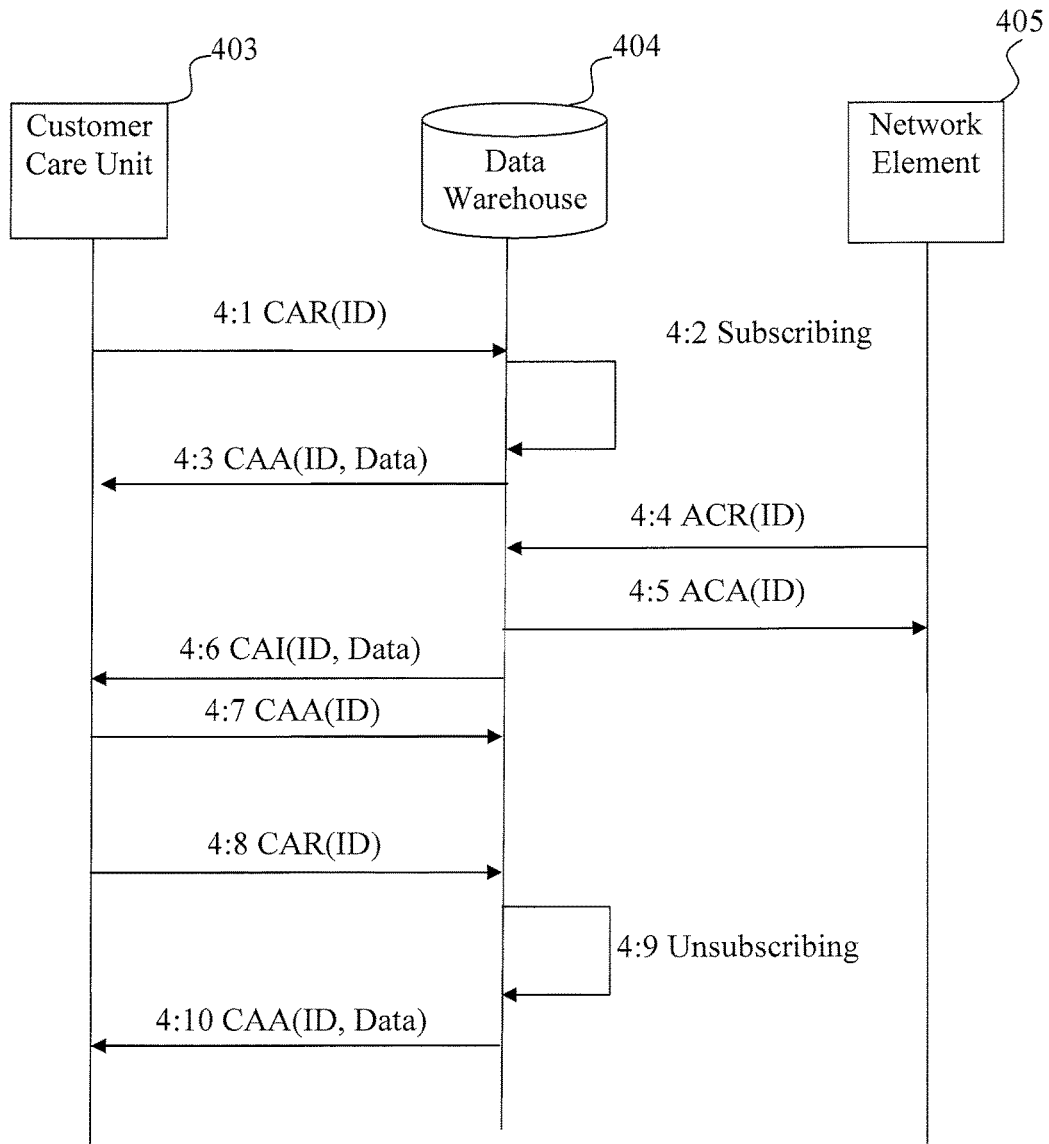 403
404
405
Customer
Care Unit
Data
Warehouse
Network
Element
4:1 CAR(ID)
4:2 Subscribing
4:3 CAA(ID, Data)
4:4 ACR(ID)
4:5 ACA(ID)
4:6 CAI(ID, Data)
4:7 CAA(ID)
4:8 CAR(ID)
4:9 Unsubscribing
4:10 CAA(ID, Data)